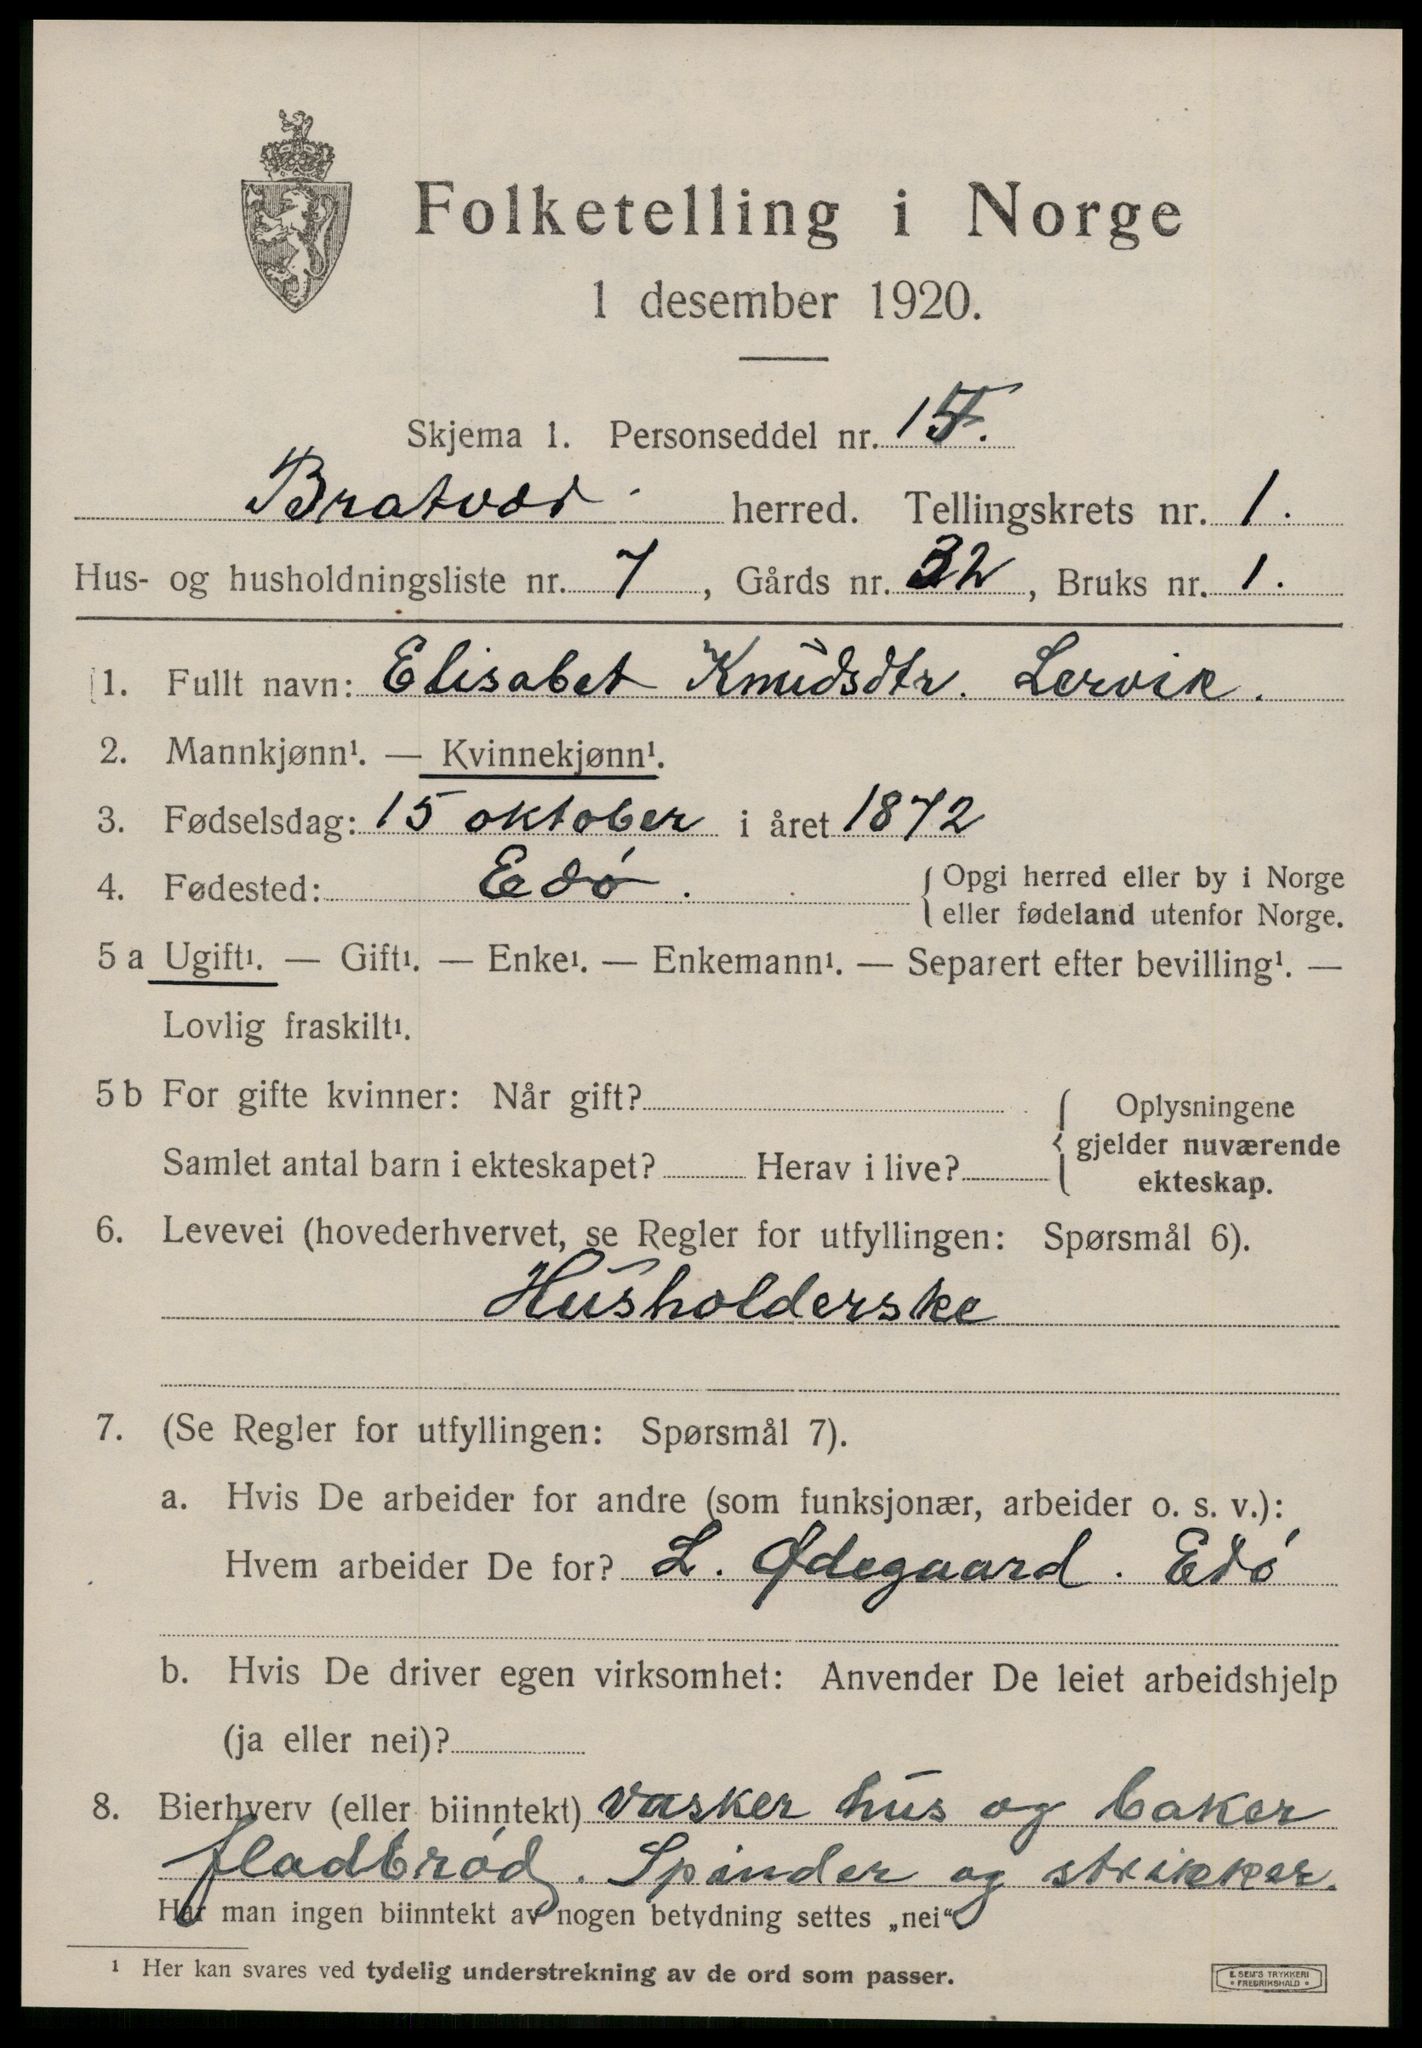 Folketelling i Norge
1 desember 1920.
Skjema 1. Personseddel nr.
Bratvær herred. Tellingskrets nr. 1.
Hus- og husholdningsliste nr. 7, Gårds nr. 32, Bruks nr. 1.
1. Fullt navn: Elisabet Knudsdtr. Lervik.
2. Mannkjønn¹. — Kvinnekjønn¹.
3. Fødselsdag: 15 oktober i året 1872
4. Fødested: Edø. { Opgi herred eller by i Norge
eller fødeland utenfor Norge.
5 a Ugift¹. — Gift¹. — Enke¹. — Enkemann¹. — Separert efter bevilling¹. —
Lovlig fraskilt¹.
5 b For gifte kvinner: Når gift?
Samlet antal barn i ekteskapet? Herav i live?
{ Oplysningene
gjelder nuværende
ekteskap.
6. Levevei (hovederhvervet, se Regler for utfyllingen: Spørsmål 6).
Husholderske
7. (Se Regler for utfyllingen: Spørsmål 7).
a. Hvis De arbeider for andre (som funksjonær, arbeider o. s. v.):
Hvem arbeider De for? L. Ødegaard. Edø
b. Hvis De driver egen virksomhet: Anvender De leiet arbeidshjelp
(ja eller nei)?
8. Bierhverv (eller biinntekt) vasker hus og baker
fladbrød. Spinder og strikker.
Har man ingen biinntekt av nogen betydning settes „nei“
¹ Her kan svares ved tydelig understrekning av de ord som passer.
E. SEM'S TRYKKERI
• FREDRIKSHALD •